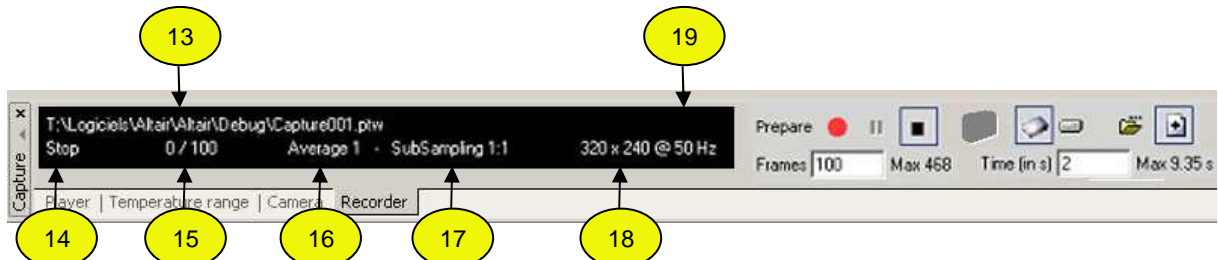 13 19
T:\Logiciels\Altair\Altair\Debug\Capture001.ptw
Stop 0 / 100 Average 1 - SubSampling 1:1 320 x 240 @ 50 Hz
Prepare
Frames 100 Max 468 Time (in s) 2 Max 9.35 s
Capture
Player | Temperature range | Camera Recorder
14 15 16 17 18